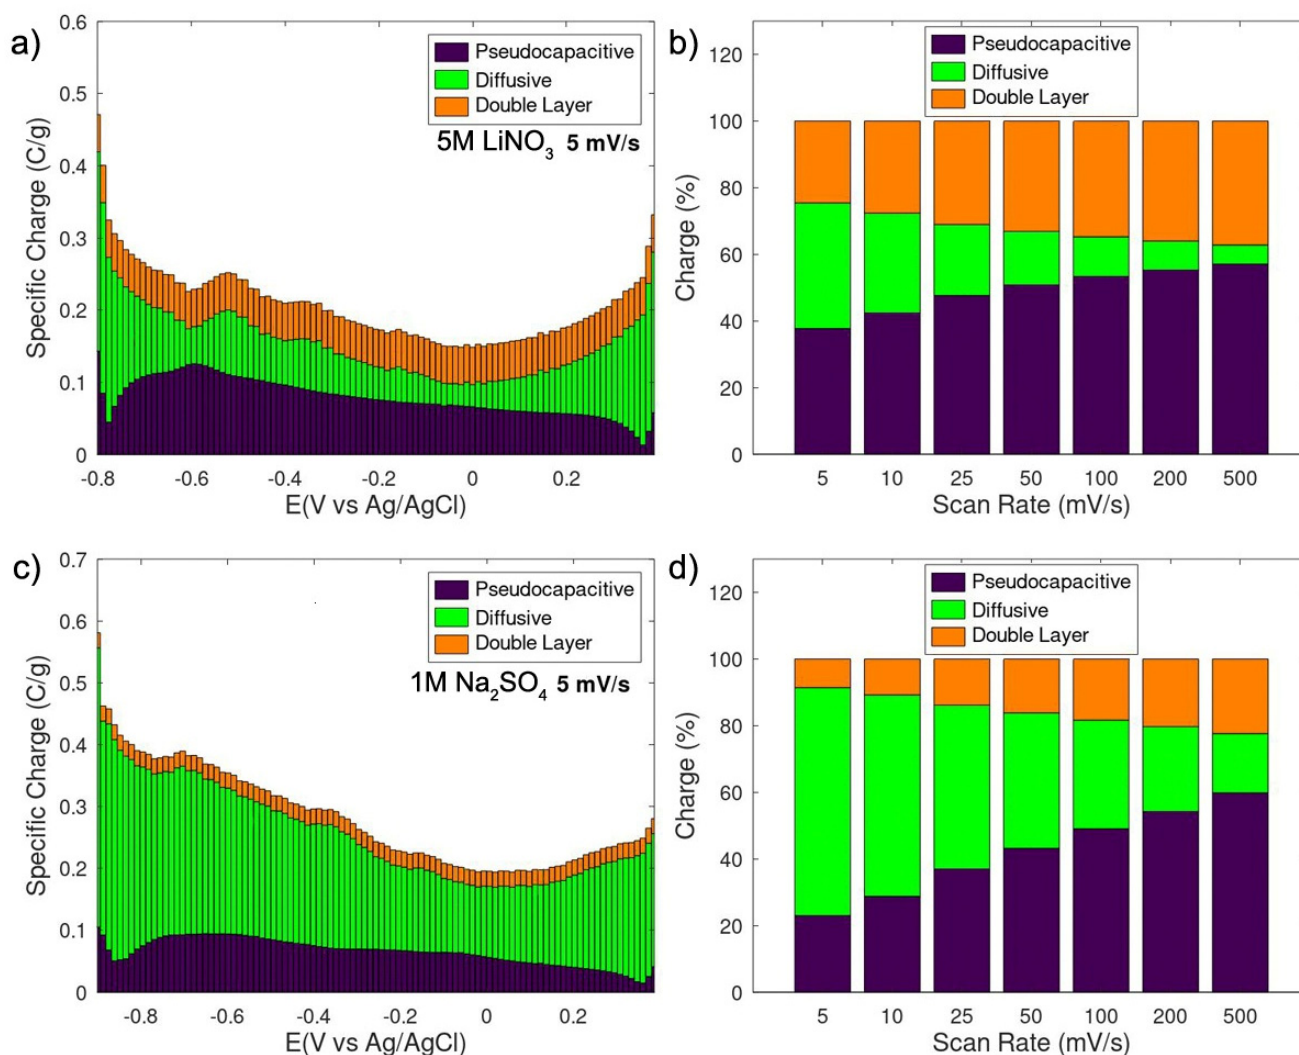 a)
0.6
0.5
0.4
0.3
0.2
0.1
0
Specific Charge (C/g)
Pseudocapacitive
Diffusive
Double Layer
5M LiNO₃ 5 mV/s
-0.8 -0.6 -0.4 -0.2 0 0.2
E(V vs Ag/AgCl)
b)
120
100
80
60
40
20
0
Charge (%)
Pseudocapacitive
Diffusive
Double Layer
5 10 25 50 100 200 500
Scan Rate (mV/s)
c)
0.7
0.6
0.5
0.4
0.3
0.2
0.1
0
Specific Charge (C/g)
Pseudocapacitive
Diffusive
Double Layer
1M Na₂SO₄ 5 mV/s
-0.8 -0.6 -0.4 -0.2 0 0.2
E(V vs Ag/AgCl)
d)
120
100
80
60
40
20
0
Charge (%)
Pseudocapacitive
Diffusive
Double Layer
5 10 25 50 100 200 500
Scan Rate (mV/s)